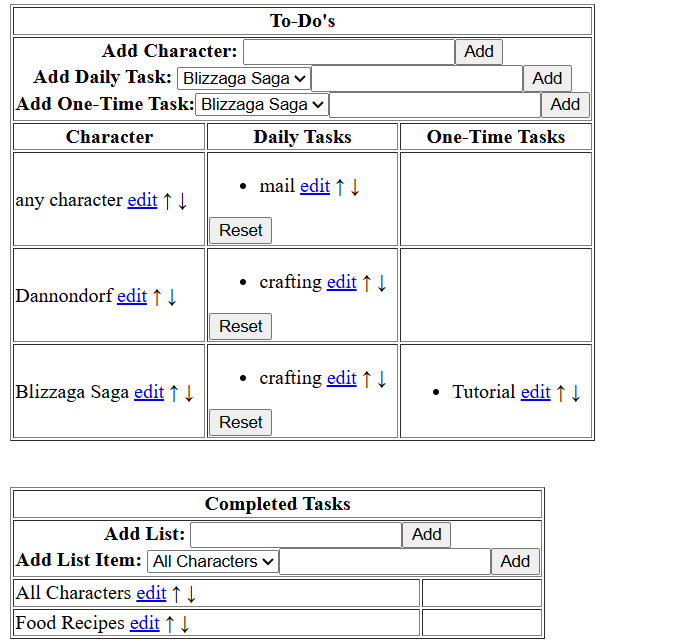 To-Do's
Add Character: Add
Add Daily Task: Blizzaga Saga Add
Add One-Time Task: Blizzaga Saga Add
Character Daily Tasks One-Time Tasks
any character edit ↑ ↓ • mail edit ↑ ↓
Reset
Dannondorf edit ↑ ↓ • crafting edit ↑ ↓
Reset
Blizzaga Saga edit ↑ ↓ • crafting edit ↑ ↓ • Tutorial edit ↑ ↓
Reset
Completed Tasks
Add List: Add
Add List Item: All Characters Add
All Characters edit ↑ ↓
Food Recipes edit ↑ ↓